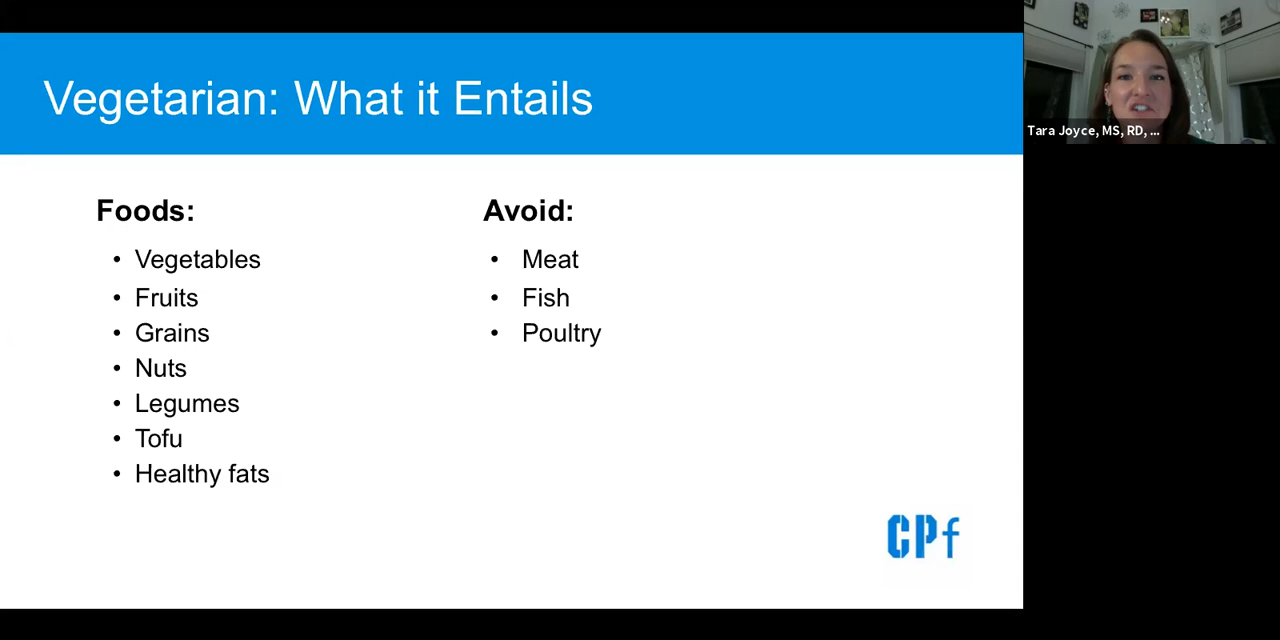 Vegetarian: What it Entails
Tara Joyce, MS, RD, ...
Foods:
• Vegetables
• Fruits
• Grains
• Nuts
• Legumes
• Tofu
• Healthy fats
Avoid:
• Meat
• Fish
• Poultry
CPf